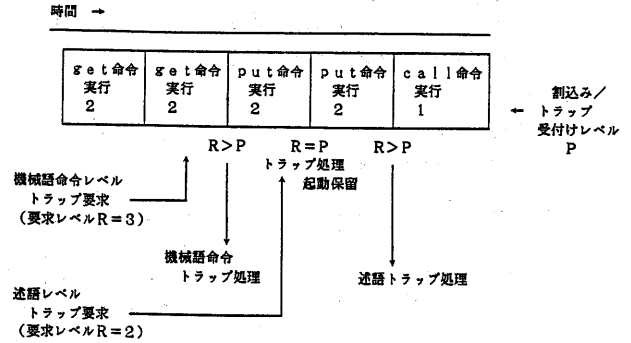 時間 →
get命令 get命令 put命令 put命令 call命令
実行 実行 実行 実行 実行
2 2 2 2 1
← 割込み／
トラップ
受付けレベル
P
R>P R=P R>P
トラップ処理
起動保留
機械語命令レベル
トラップ要求
（要求レベルR=3）
機械語命令
トラップ処理
述語トラップ処理
述語レベル
トラップ要求
（要求レベルR=2）